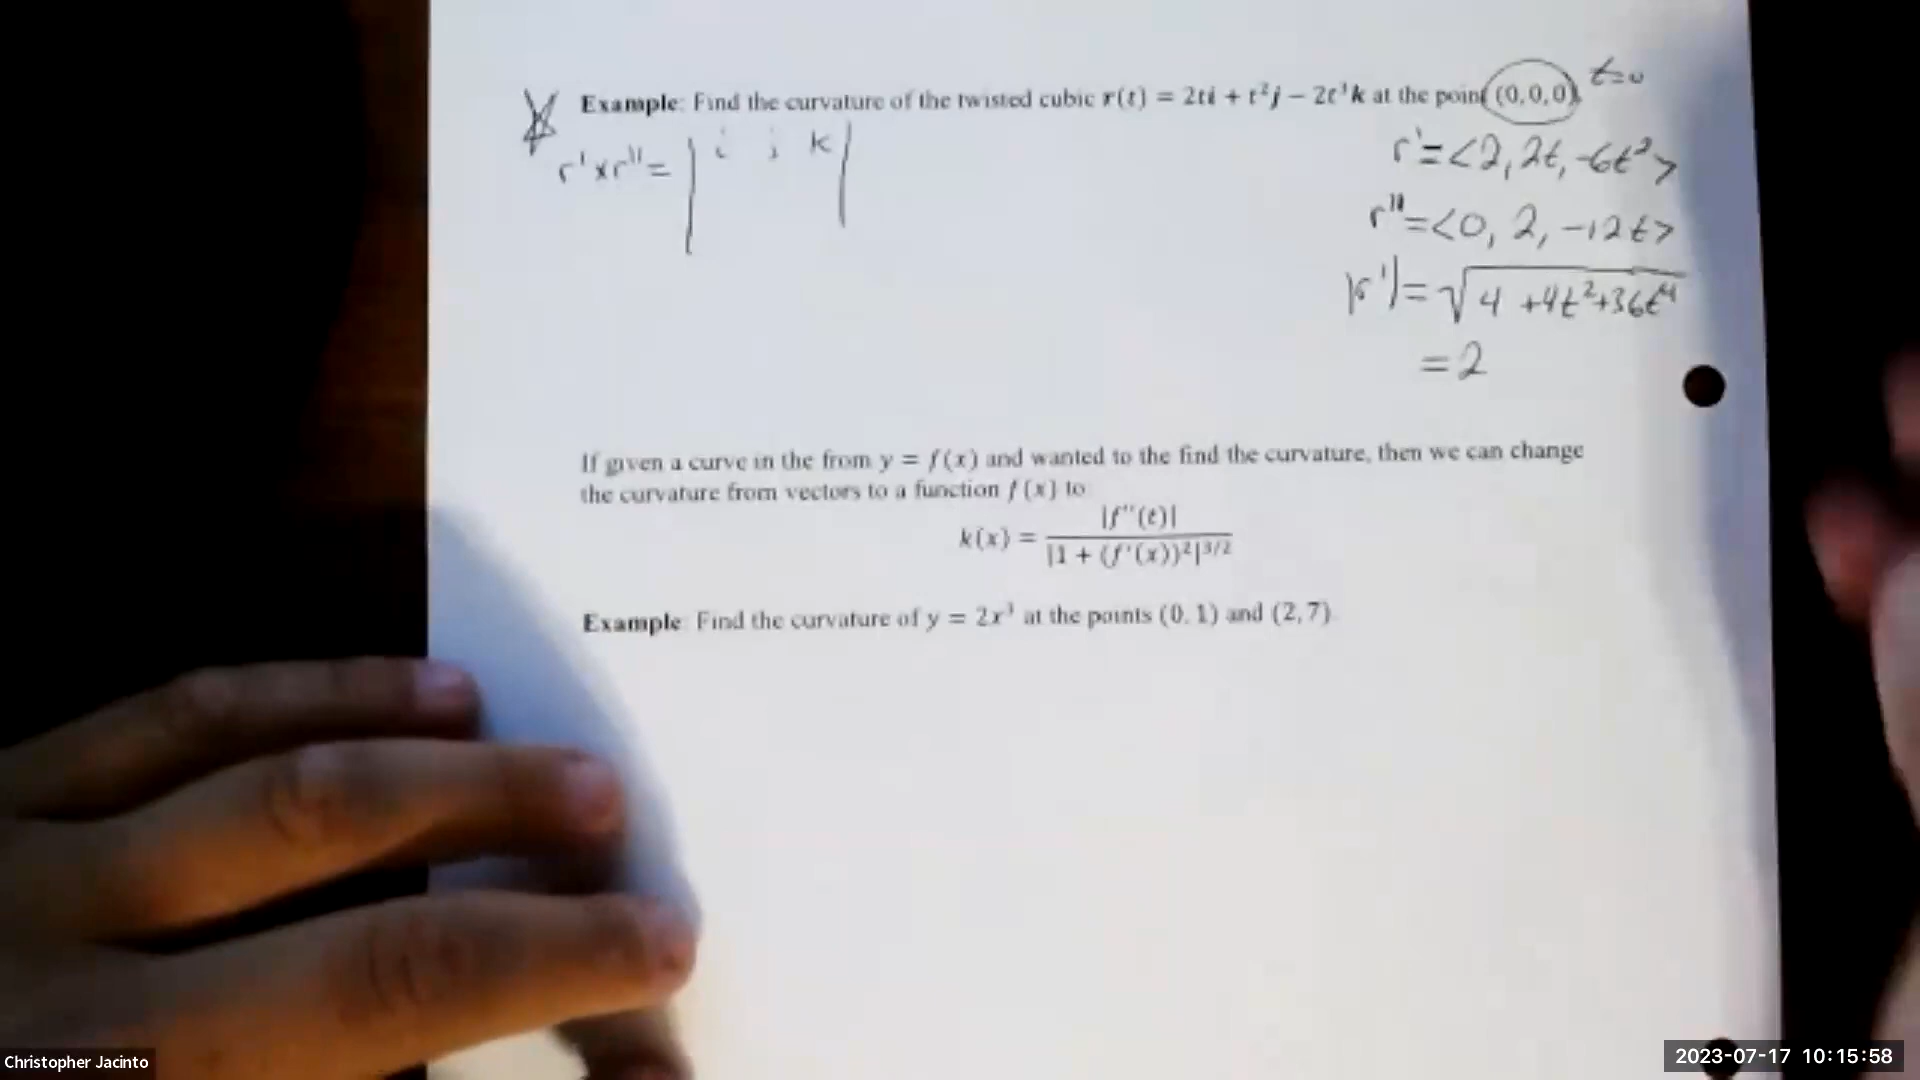 Example: Find the curvature of the twisted cubic r(t) = 2ti + t²j − 2t³k at the point (0,0,0). t=0
r'×r''= | i j k |
r'=<2, 2t, -6t²>
r''=<0, 2, -12t>
|r'|= √4 +4t²+36t⁴
=2
If given a curve in the from y = f(x) and wanted to the find the curvature, then we can change
the curvature from vectors to a function f(x) to:
k(x) = |f''(t)| / |1 + (f'(x))²|^3/2
Example: Find the curvature of y = 2x³ at the points (0,1) and (2,7).
Christopher Jacinto
2023-07-17 10:15:58